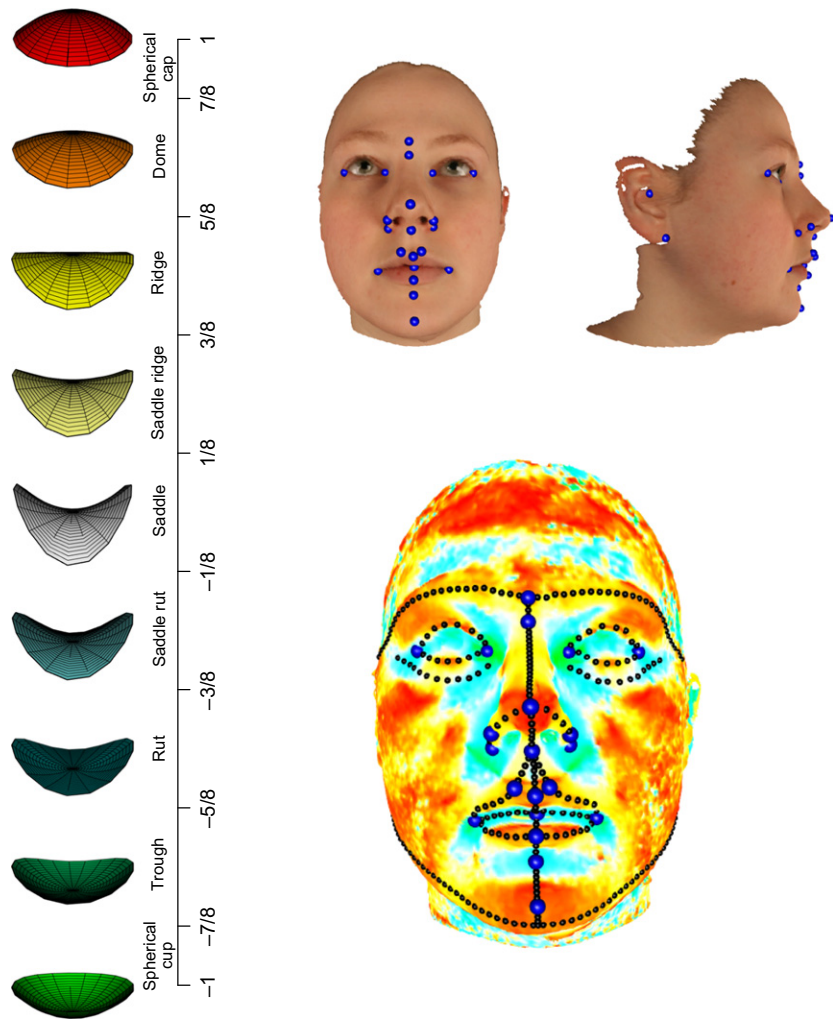 Spherical
cap
1
7/8
Dome
5/8
Ridge
3/8
Saddle ridge
1/8
Saddle
−1/8
Saddle rut
−3/8
Rut
−5/8
Trough
−7/8
Spherical
cup
−1